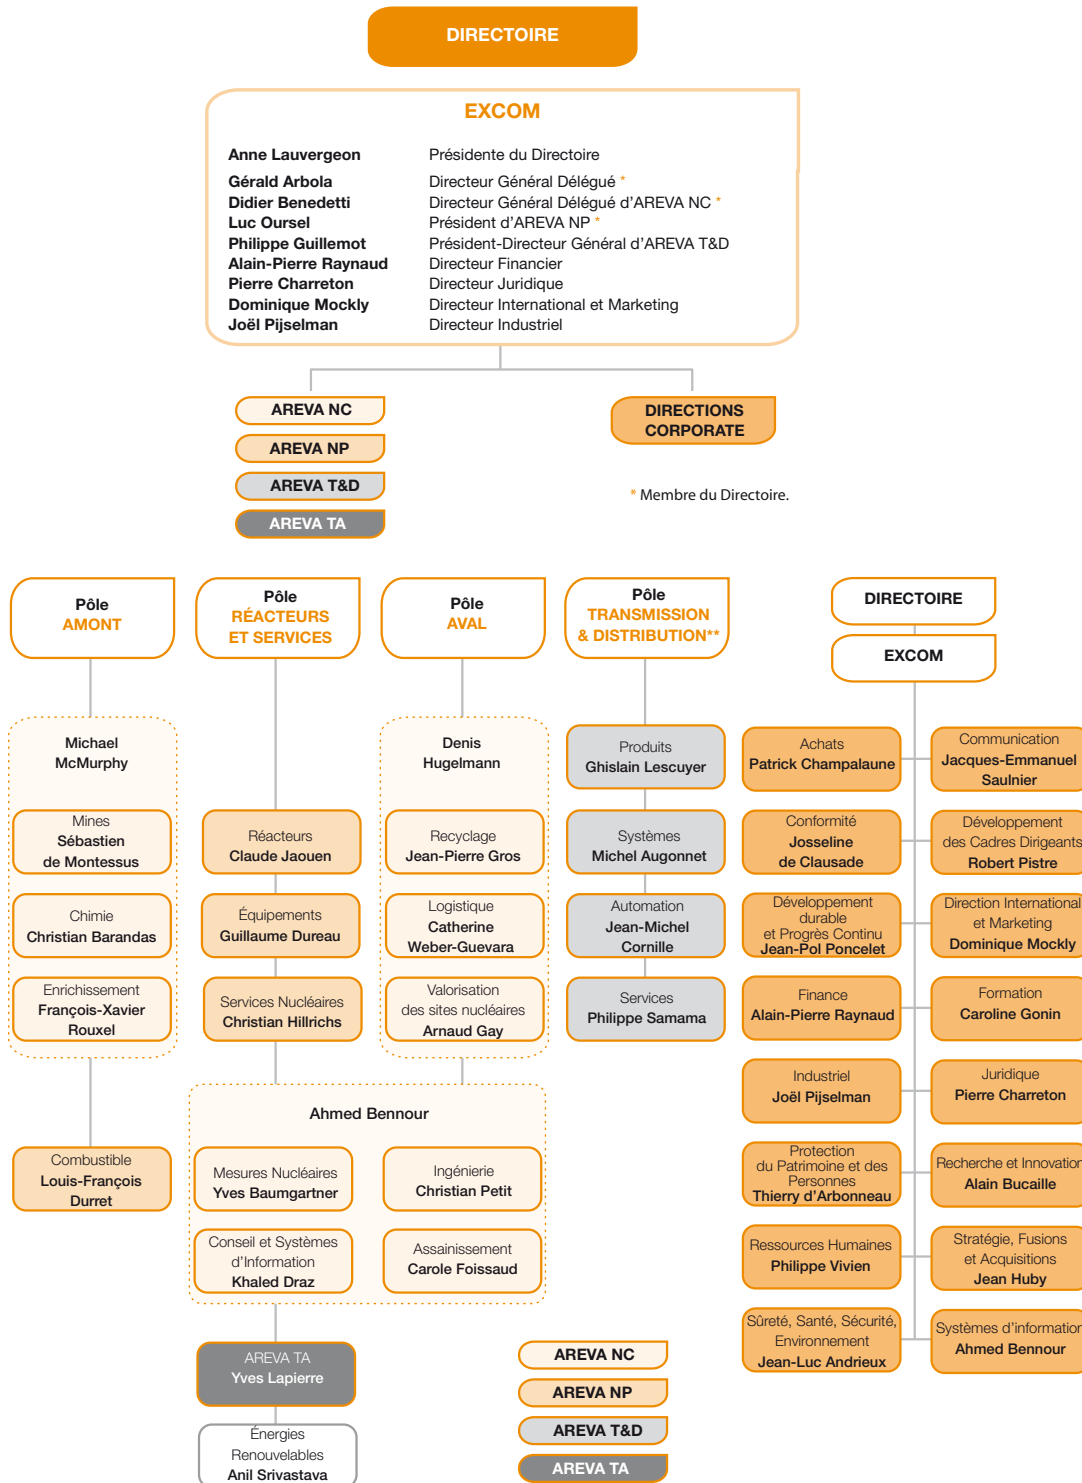 DIRECTOIRE
EXCOM
Anne Lauvergeon Présidente du Directoire
Gérald Arbola Directeur Général Délégué *
Didier Benedetti Directeur Général Délégué d'AREVA NC *
Luc Oursel Président d'AREVA NP *
Philippe Guillemot Président-Directeur Général d'AREVA T&D
Alain-Pierre Raynaud Directeur Financier
Pierre Charreton Directeur Juridique
Dominique Mockly Directeur International et Marketing
Joël Pijselman Directeur Industriel
AREVA NC
AREVA NP
AREVA T&D
AREVA TA
DIRECTIONS
CORPORATE
* Membre du Directoire.
Pôle
AMONT
Michael
McMurphy
Mines
Sébastien
de Montessus
Chimie
Christian Barandas
Enrichissement
François-Xavier
Rouxel
Combustible
Louis-François
Durret
Pôle
RÉACTEURS
ET SERVICES
Réacteurs
Claude Jaouen
Équipements
Guillaume Dureau
Services Nucléaires
Christian Hillrichs
Pôle
AVAL
Denis
Hugelmann
Recyclage
Jean-Pierre Gros
Logistique
Catherine
Weber-Guevara
Valorisation
des sites nucléaires
Arnaud Gay
Ahmed Bennour
Mesures Nucléaires
Yves Baumgartner
Ingénierie
Christian Petit
Conseil et Systèmes
d'Information
Khaled Draz
Assainissement
Carole Foissaud
AREVA TA
Yves Lapierre
Énergies
Renouvelables
Anil Srivastava
Pôle
TRANSMISSION
& DISTRIBUTION**
Produits
Ghislain Lescuyer
Systèmes
Michel Augonnet
Automation
Jean-Michel
Cornille
Services
Philippe Samama
AREVA NC
AREVA NP
AREVA T&D
AREVA TA
DIRECTOIRE
EXCOM
Achats
Patrick Champalaune
Communication
Jacques-Emmanuel
Saulnier
Conformité
Josseline
de Clausade
Développement
des Cadres Dirigeants
Robert Pistre
Développement
durable
et Progrès Continu
Jean-Pol Poncelet
Direction International
et Marketing
Dominique Mockly
Finance
Alain-Pierre Raynaud
Formation
Caroline Gonin
Industriel
Joël Pijselman
Juridique
Pierre Charreton
Protection
du Patrimoine et des
Personnes
Thierry d'Arbonneau
Recherche et Innovation
Alain Bucaille
Ressources Humaines
Philippe Vivien
Stratégie, Fusions
et Acquisitions
Jean Huby
Sûreté, Santé, Sécurité,
Environnement
Jean-Luc Andrieux
Systèmes d'information
Ahmed Bennour